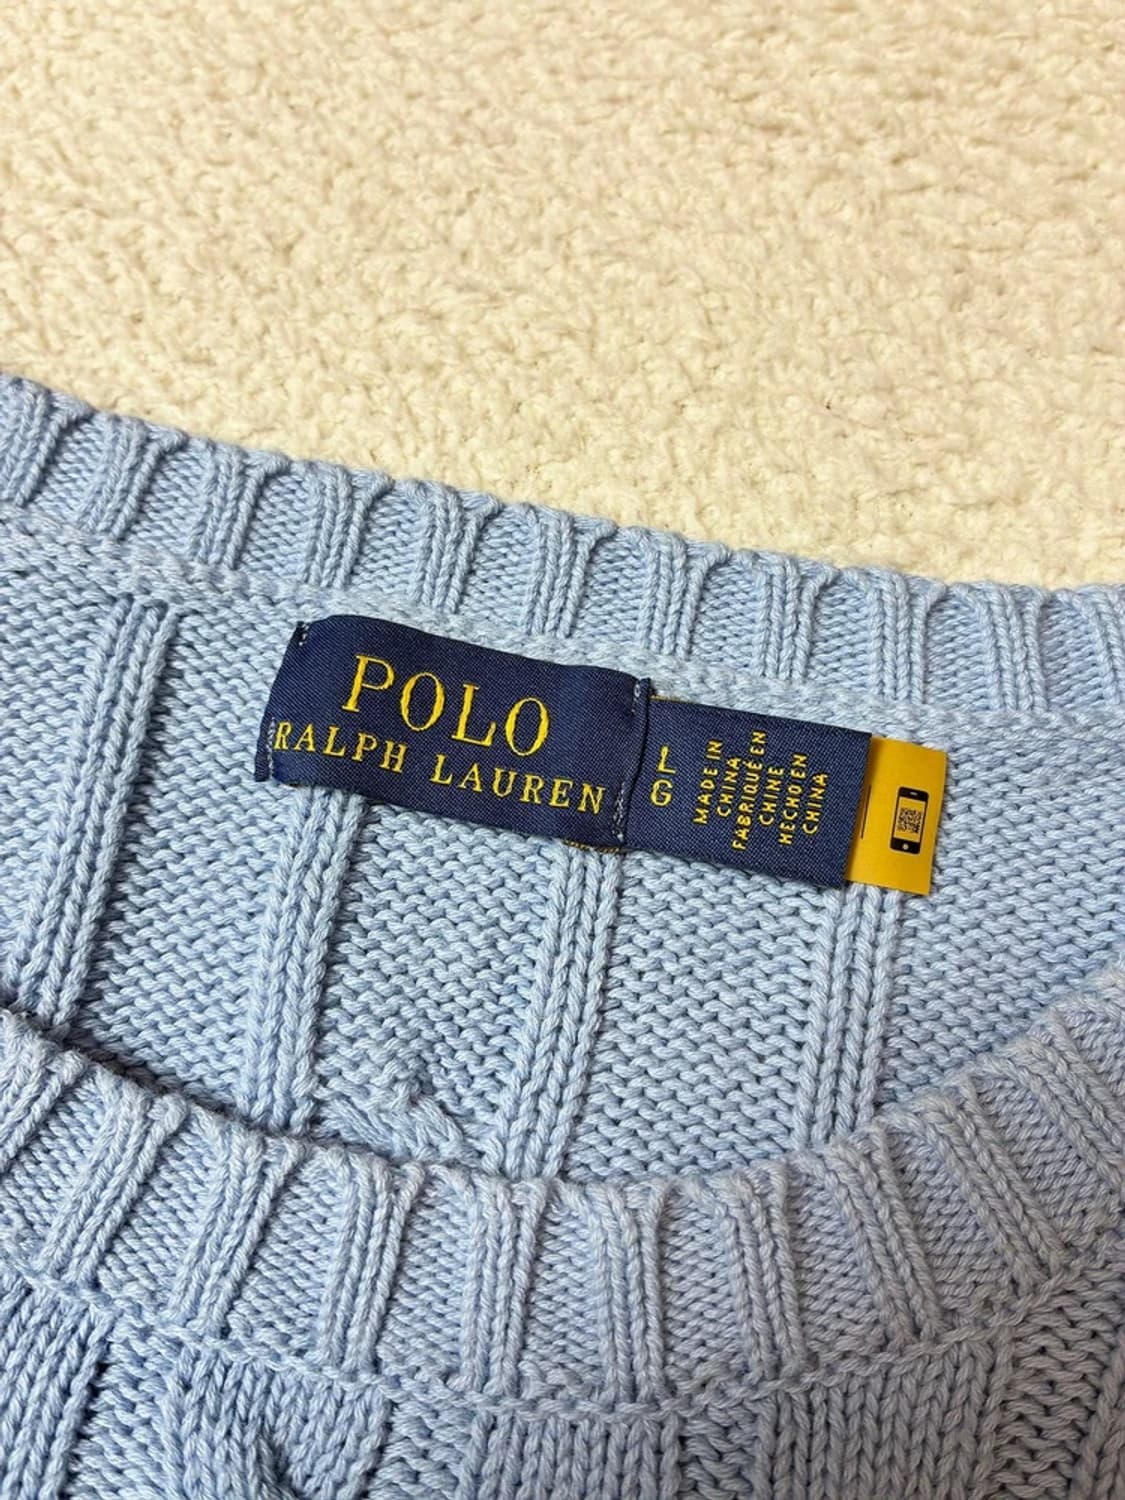 POLO
RALPH LAUREN
L
G
MADE IN
CHINA
FABRIQUÉ EN
CHINE
HECHO EN
CHINA